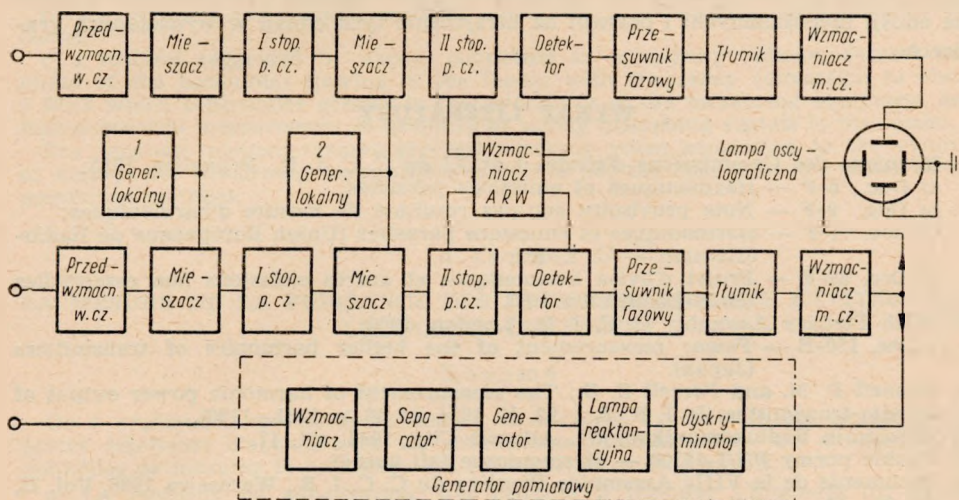 Przed-
wzmacn.
w.cz.
Mie-
szacz
I stop.
p. cz.
Mie-
szacz
II stop.
p. cz.
Detek-
tor
Prze-
suwnik
fazowy
Tłumik
Wzmac-
niacz
m.cz.
1
Gener.
lokalny
2
Gener.
lokalny
Wzmac-
niacz
A R W
Lampa oscy-
lograficzna
Przed-
wzmacn.
w.cz.
Mie-
szacz
I stop.
p.cz.
Mie-
szacz
II stop.
p.cz.
Detek-
tor
Prze-
suwnik
fazowy
Tłumik
Wzmac-
niacz
m.cz.
Wzmac-
niacz
Sepa-
rator
Gene-
rator
Lampa
reaktan-
cyjna
Dyskry-
minator
Generator pomiarowy